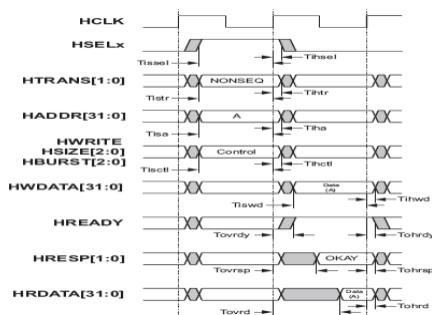 HCLK
HSELx
Tissel
Tihsel
HTRANS[1:0]
NONSEQ
Tistr
Tihtr
HADDR[31:0]
A
Tisa
Tiha
HWRITE
HSIZE[2:0]
HBURST[2:0]
Control
Tisctl
Tihctl
HWDATA[31:0]
Data
(A)
Tiswd
Tihwd
HREADY
Tovrdy
Tohrdy
HRESP[1:0]
OKAY
Tovrsp
Tohrsp
HRDATA[31:0]
Data
(A)
Tovrd
Tohrd